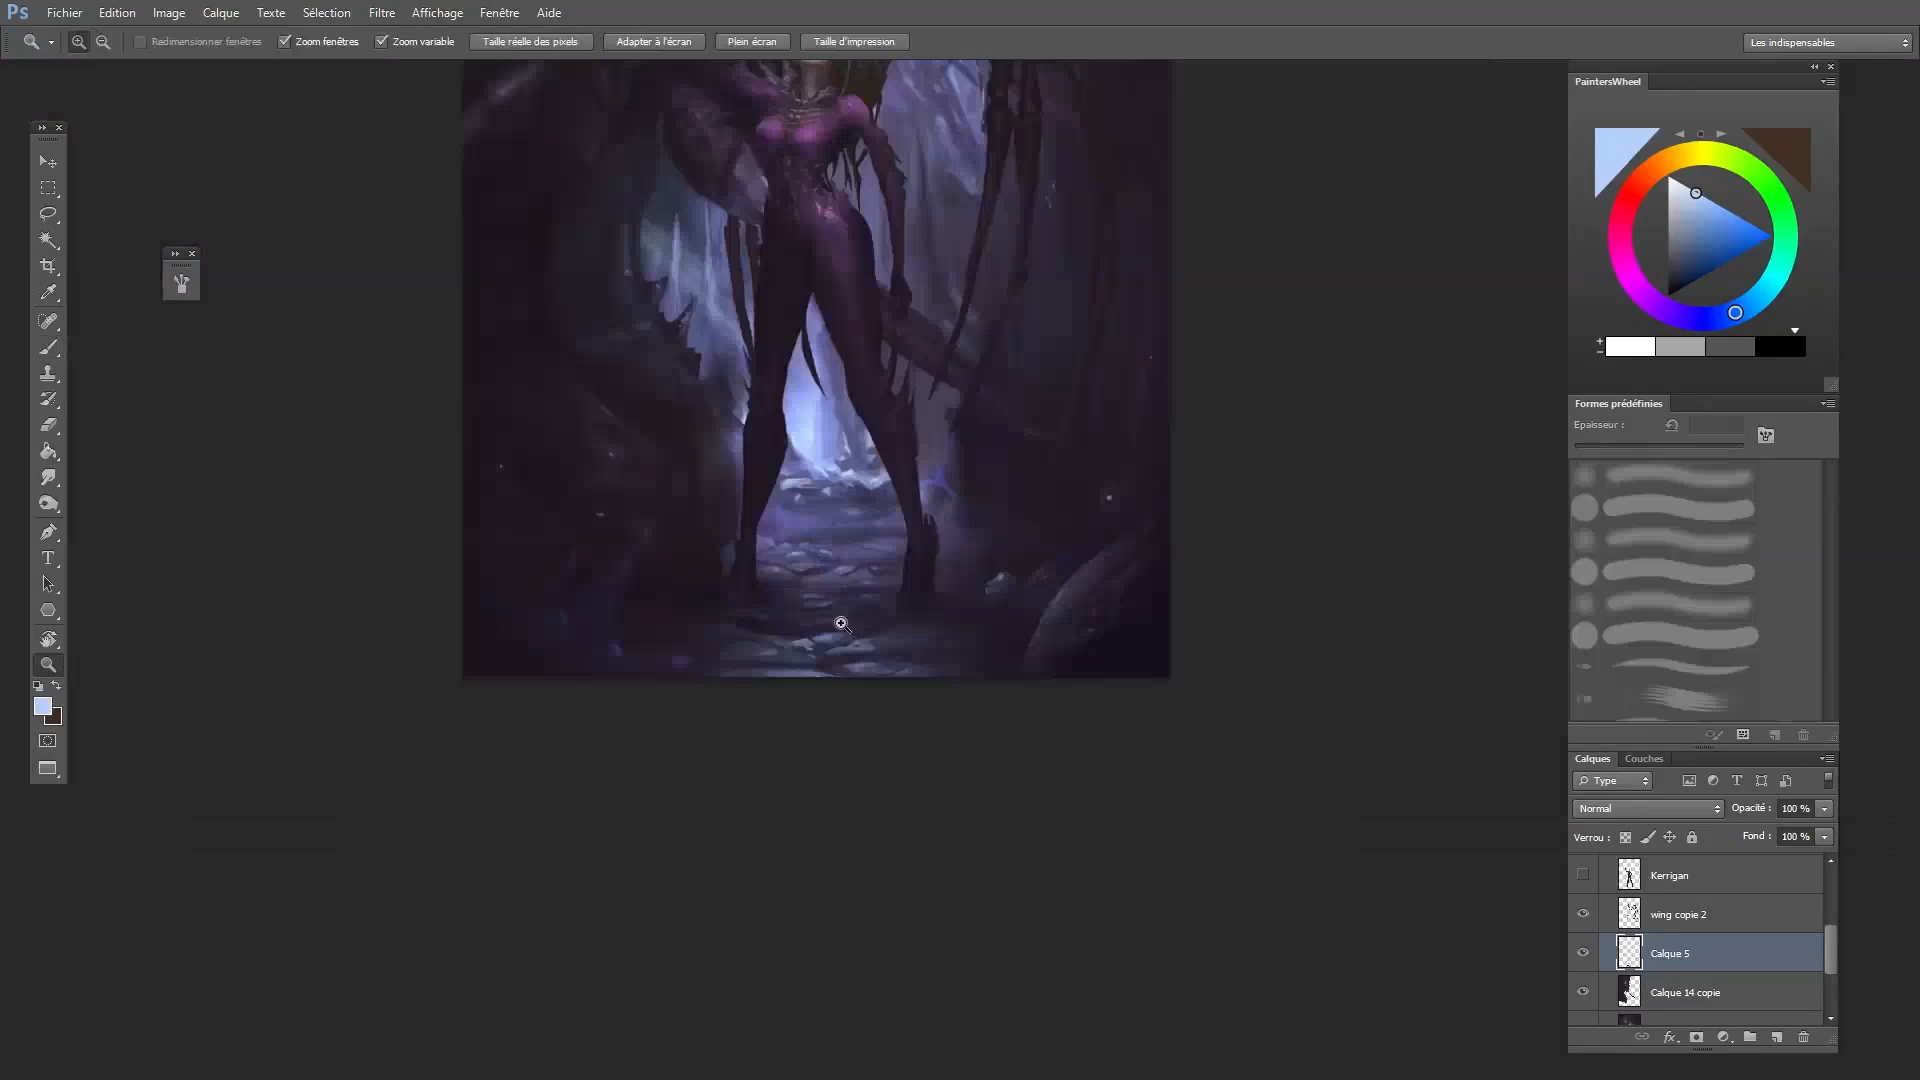 Ps Fichier Edition Image Calque Texte Sélection Filtre Affichage Fenêtre Aide
Redimensionner fenêtres Zoom fenêtres Zoom variable Taille réelle des pixels Adapter à l'écran Plein écran Taille d'impression Les indispensables
PaintersWheel
Formes prédéfinies
Epaisseur :
T
Calques Couches
Type T
Normal Opacité : 100 %
Verrou : Fond : 100 %
Kerrigan
wing copie 2
Calque 5
Calque 14 copie
fx